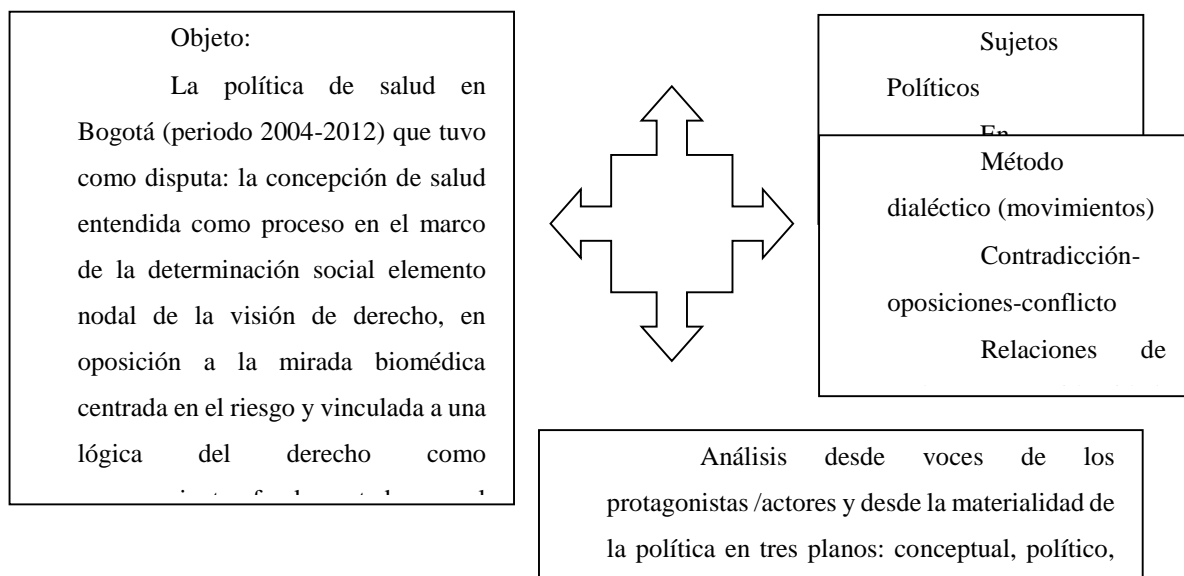 Objeto:
La política de salud en
Bogotá (periodo 2004-2012) que tuvo
como disputa: la concepción de salud
entendida como proceso en el marco
de la determinación social elemento
nodal de la visión de derecho, en
oposición a la mirada biomédica
centrada en el riesgo y vinculada a una
lógica del derecho como
Sujetos
Políticos
En
Método
dialéctico (movimientos)
Contradicción-
oposiciones-conflicto
Relaciones de
Análisis desde voces de los
protagonistas /actores y desde la materialidad de
la política en tres planos: conceptual, político,